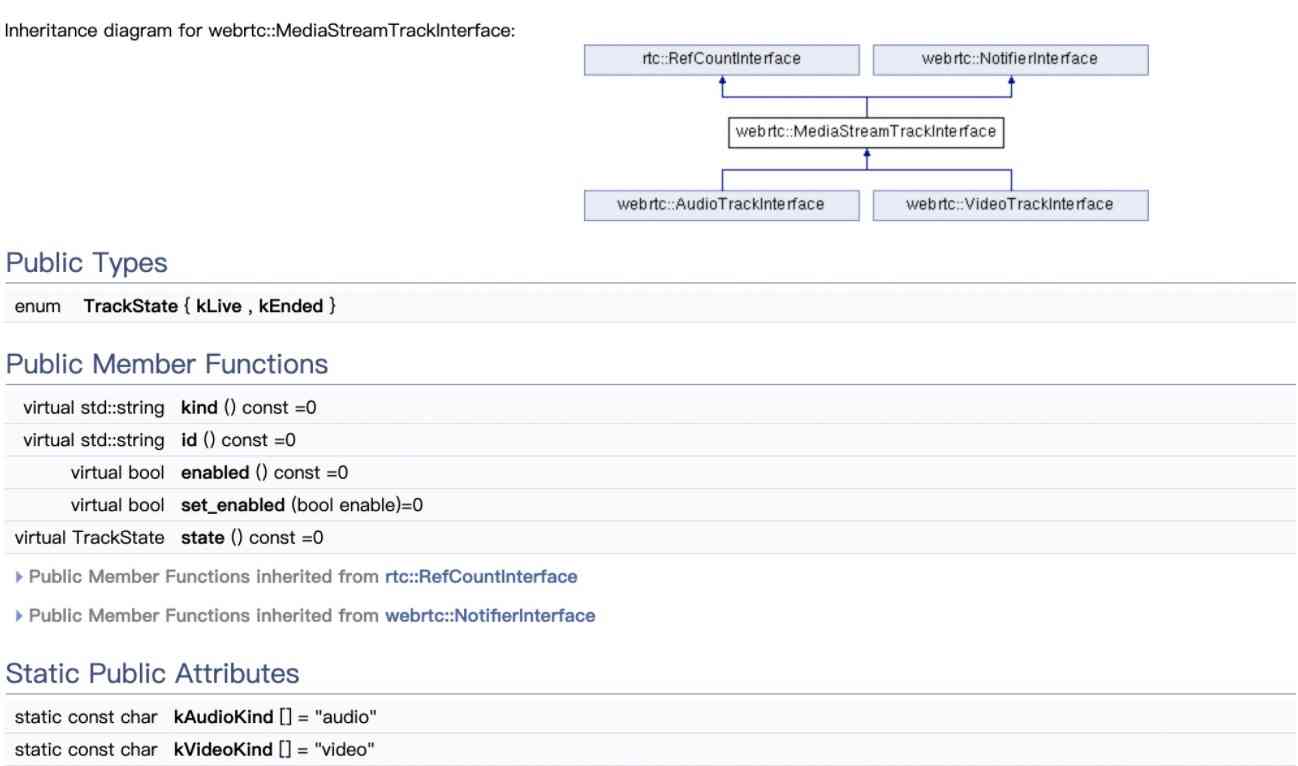 Inheritance diagram for webrtc::MediaStreamTrackInterface:
rtc::RefCountInterface webrtc::NotifierInterface
webrtc::MediaStreamTrackInterface
webrtc::AudioTrackInterface webrtc::VideoTrackInterface
Public Types
enum TrackState { kLive , kEnded }
Public Member Functions
virtual std::string kind () const =0
virtual std::string id () const =0
virtual bool enabled () const =0
virtual bool set_enabled (bool enable)=0
virtual TrackState state () const =0
Public Member Functions inherited from rtc::RefCountInterface
Public Member Functions inherited from webrtc::NotifierInterface
Static Public Attributes
static const char kAudioKind [] = "audio"
static const char kVideoKind [] = "video"